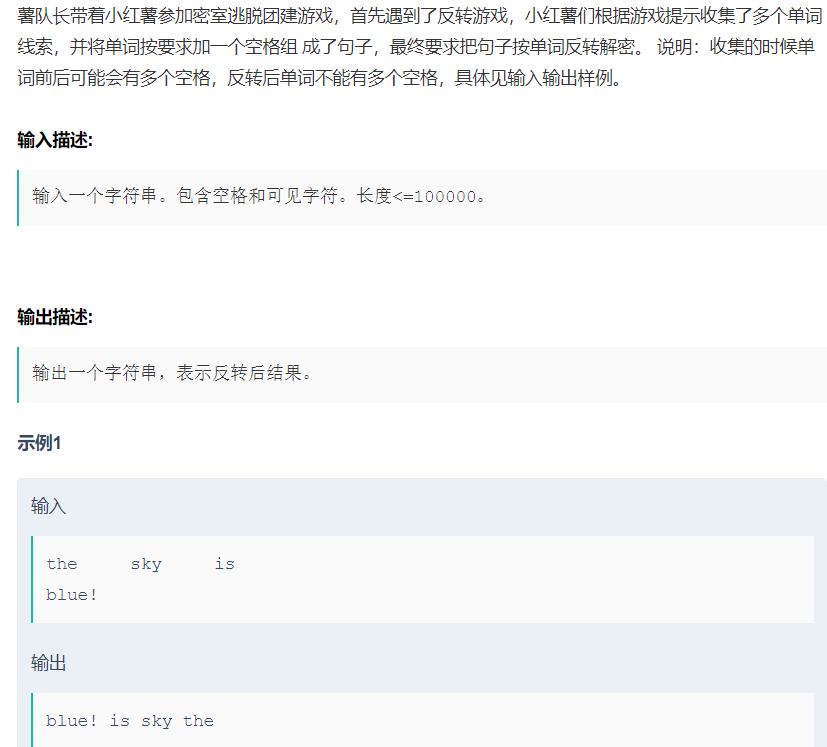 薯队长带着小红薯参加密室逃脱团建游戏，首先遇到了反转游戏，小红薯们根据游戏提示收集了多个单词
线索，并将单词按要求加一个空格组 成了句子，最终要求把句子按单词反转解密。 说明：收集的时候单
词前后可能会有多个空格，反转后单词不能有多个空格，具体见输入输出样例。
输入描述:
输入一个字符串。包含空格和可见字符。长度<=100000。
输出描述:
输出一个字符串，表示反转后结果。
示例1
输入
the     sky     is
blue!
输出
blue! is sky the